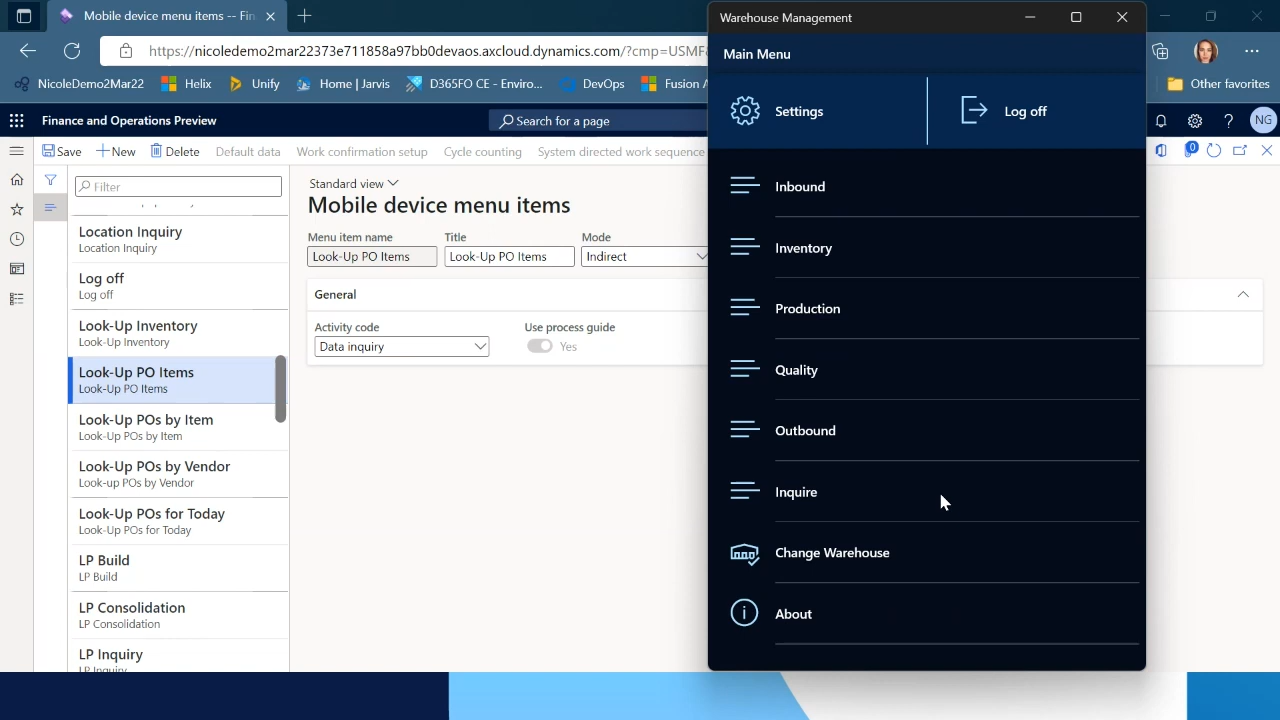 Mobile device menu items -- Fin
Warehouse Management
https://nicoledemo2mar22373e711858a97bb0devaos.axcloud.dynamics.com/?cmp=USMF
Main Menu
NicoleDemo2Mar22
Helix
Unify
Home | Jarvis
D365FO CE - Enviro...
DevOps
Fusion
Other favorites
Settings
Log off
Finance and Operations Preview
Search for a page
NG
Save
New
Delete
Default data
Work confirmation setup
Cycle counting
System directed work sequence
0
Filter
Standard view
Mobile device menu items
Menu item name
Title
Mode
Look-Up PO Items
Look-Up PO Items
Indirect
General
Activity code
Use process guide
Data inquiry
Yes
Location Inquiry
Location Inquiry
Log off
Log off
Look-Up Inventory
Look-Up Inventory
Look-Up PO Items
Look-Up PO Items
Look-Up POs by Item
Look-Up POs by Item
Look-Up POs by Vendor
Look-up POs by Vendor
Look-Up POs for Today
Look-Up POs for Today
LP Build
LP Build
LP Consolidation
LP Consolidation
LP Inquiry
LP Inquiry
Inbound
Inventory
Production
Quality
Outbound
Inquire
Change Warehouse
About